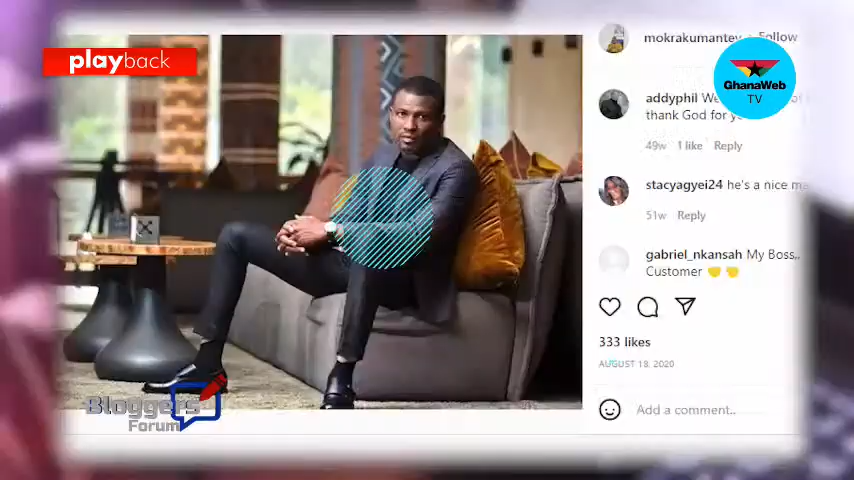 playback
mokrakumantey
Follow
GhanaWeb
TV
addyphil
thank God for
49w 1 like Reply
stacyagyei24 he's a nice
51w Reply
gabriel_nkansah My Boss..
Customer
333 likes
AUGUST 18, 2020
Bloggers
Forum
Add a comment..